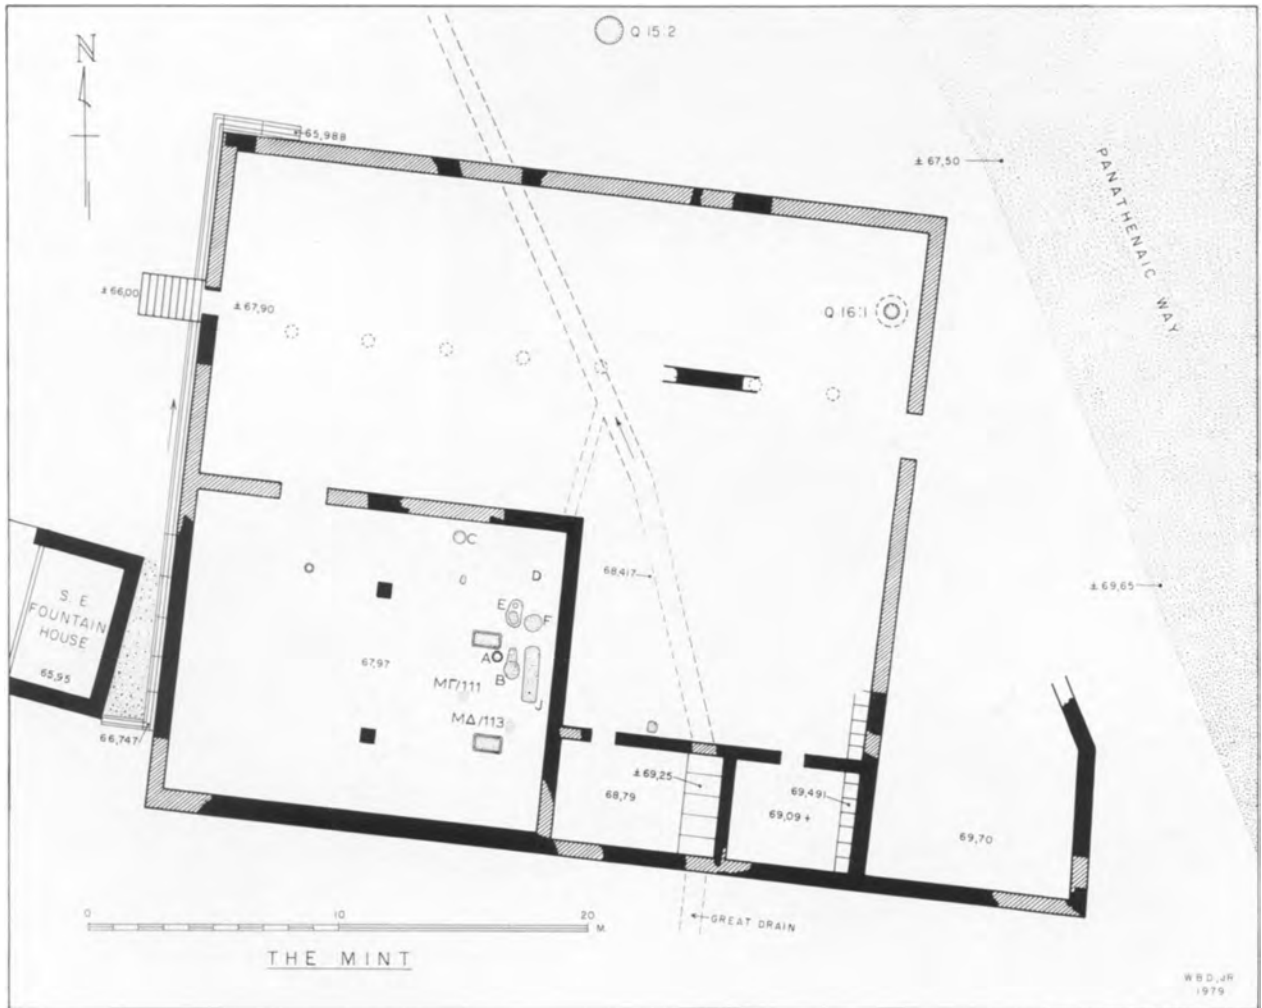 Q 15:2
N
65,988
± 67,50
PANATHENAIC WAY
± 66,00
± 67,90
Q 16:1
C
D
68,417
± 69,65
E
F
S. E.
FOUNTAIN
HOUSE
65,95
67,97
A
B
ΜΓ/111
J
ΜΔ/113
66,747
± 69,25
68,79
69,491
69,09 +
69,70
0 10 20 M.
GREAT DRAIN
THE MINT
W.B.D.,JR
1979